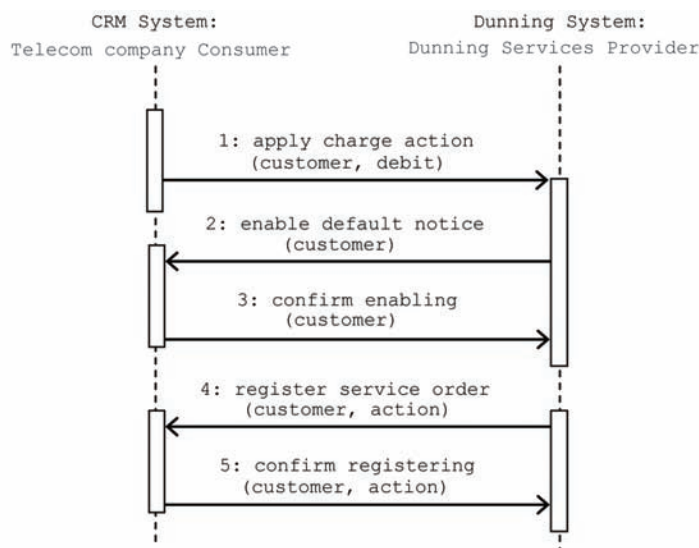 CRM System:
Telecom company Consumer
Dunning System:
Dunning Services Provider
1: apply charge action
(customer, debit)
2: enable default notice
(customer)
3: confirm enabling
(customer)
4: register service order
(customer, action)
5: confirm registering
(customer, action)